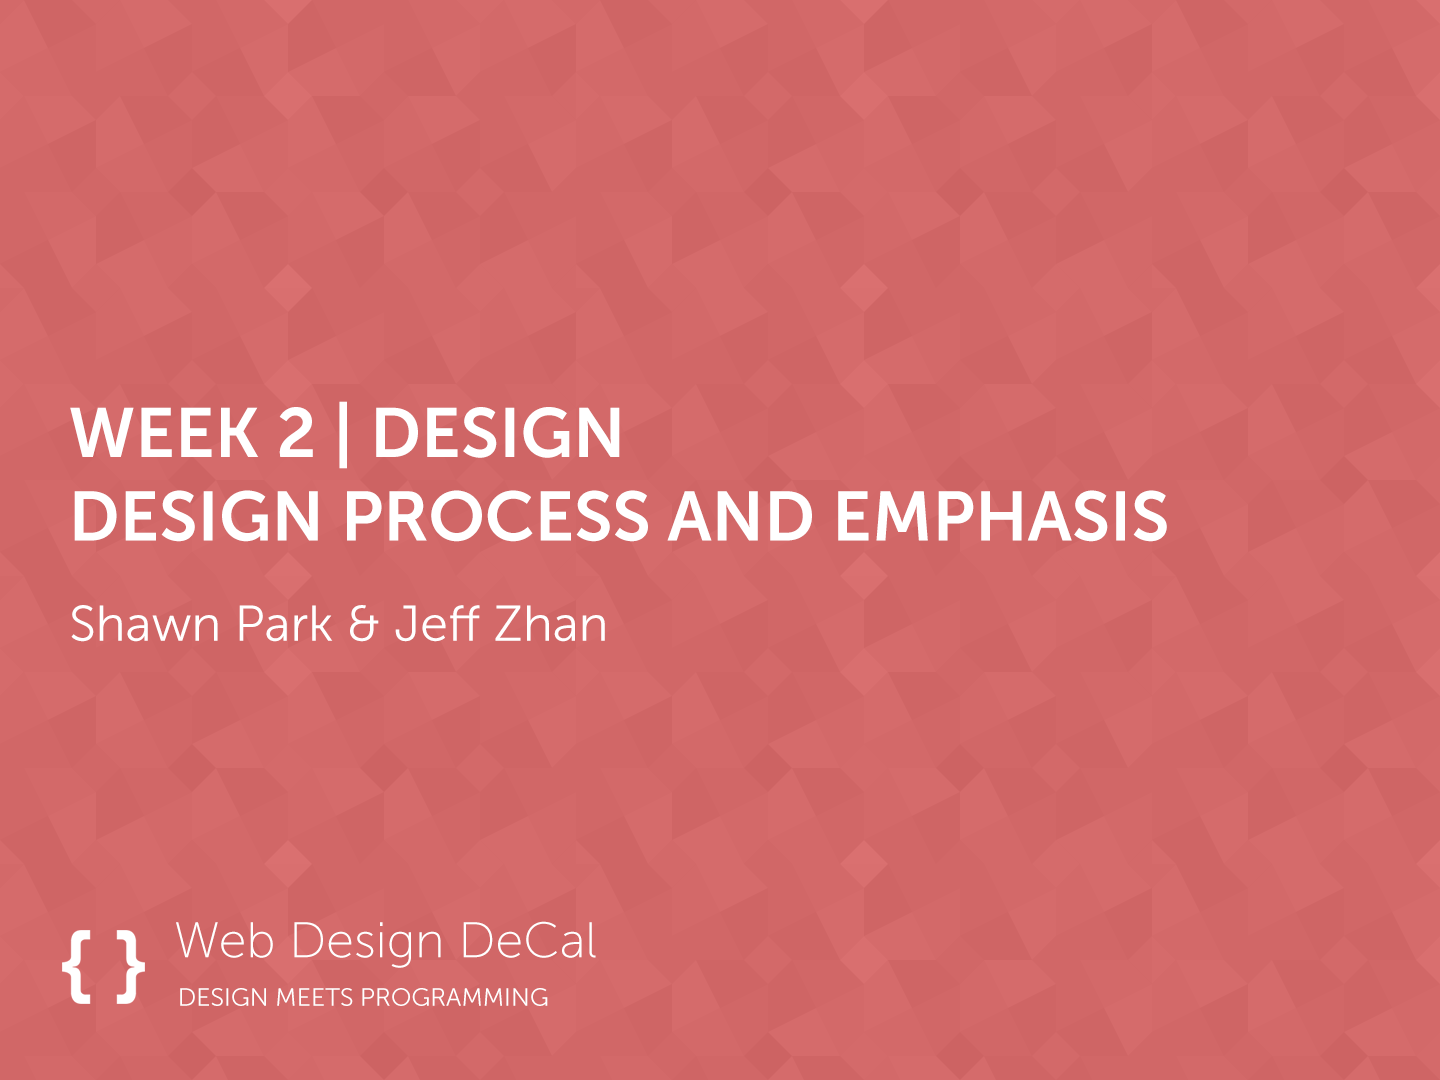 WEEK 2 | DESIGN
DESIGN PROCESS AND EMPHASIS
Shawn Park & Jeff Zhan
{ } Web Design DeCal
DESIGN MEETS PROGRAMMING